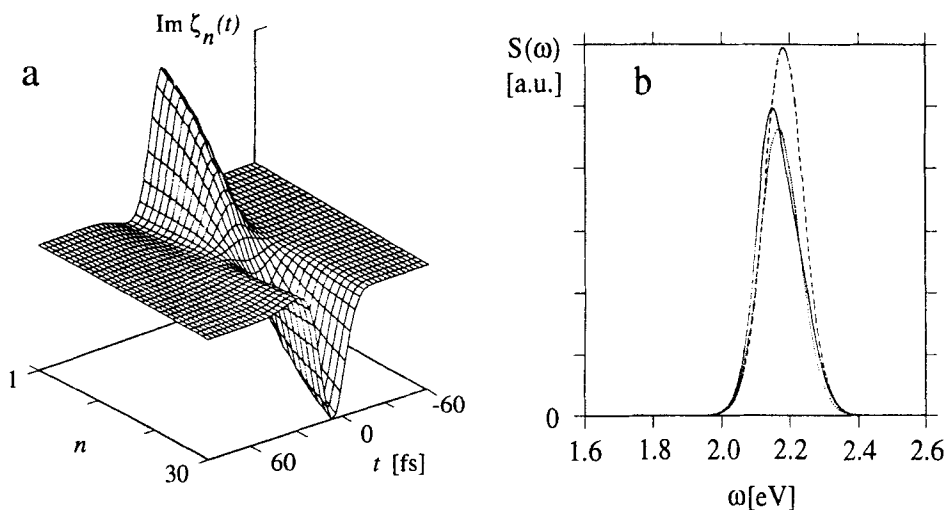 a
Im ζn(t)
1
n
30
60
0
-60
t [fs]
b
S(ω)
[a.u.]
0
1.6 1.8 2.0 2.2 2.4 2.6
ω[eV]